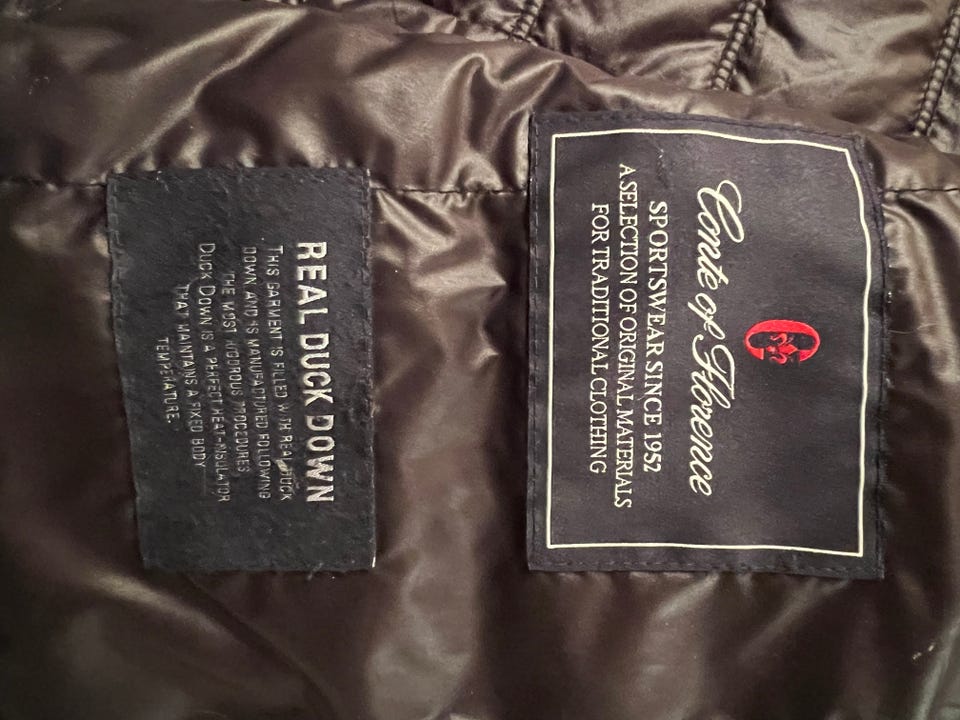 Conte of Florence
SPORTSWEAR SINCE 1952
A SELECTION OF ORIGINAL MATERIALS
FOR TRADITIONAL CLOTHING
REAL DUCK DOWN
THIS GARMENT IS FILLED WITH REAL DUCK
DOWN, AND IS MANUFACTURED FOLLOWING
THE MOST RIGOROUS PROCEDURES.
DUCK DOWN IS A PERFECT HEAT-INSULATOR
THAT MAINTAINS A FIXED BODY
TEMPERATURE.